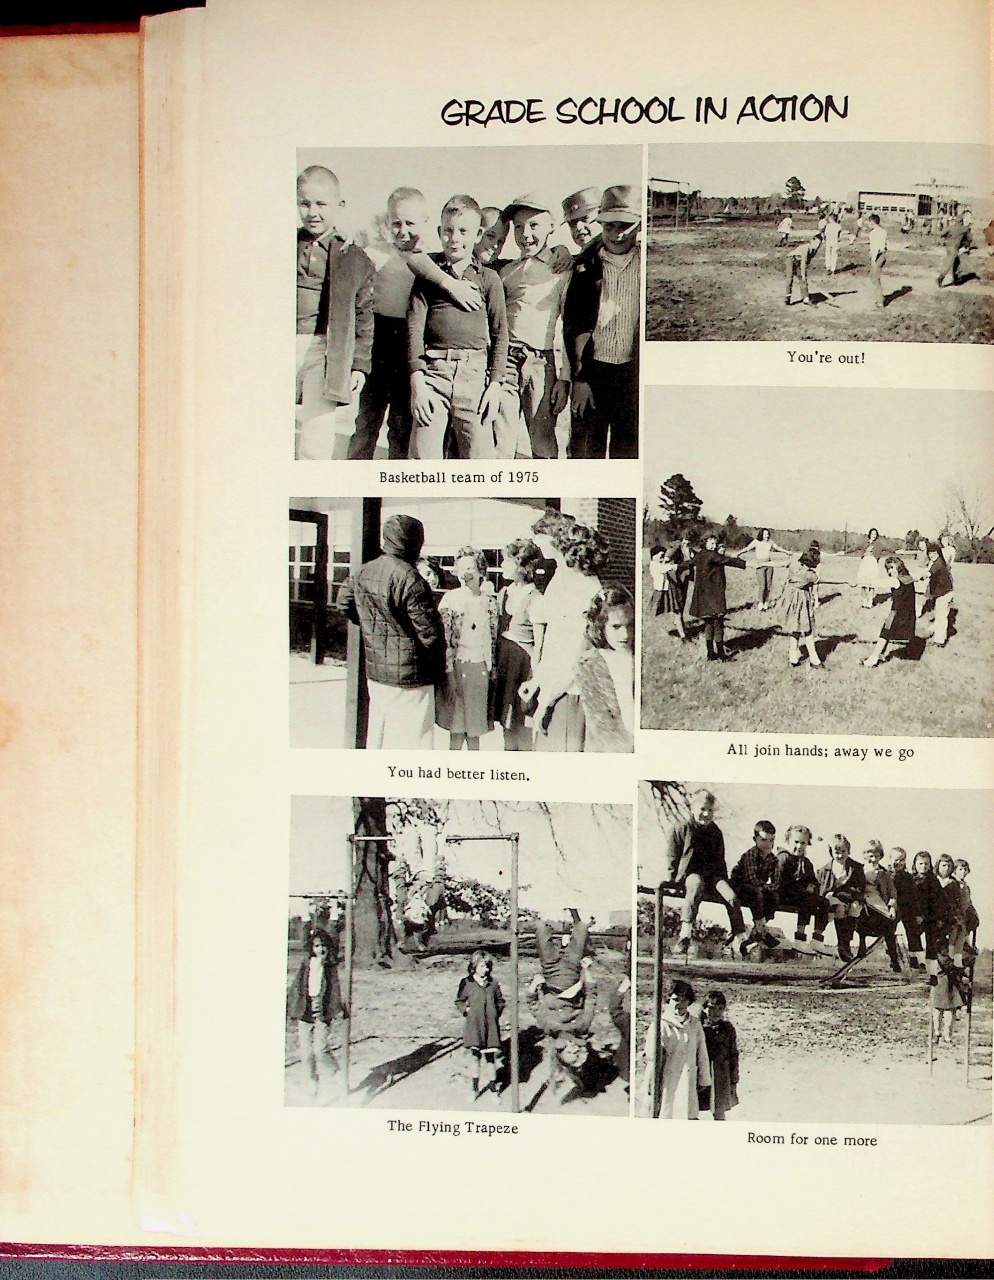 GRADE SCHOOL IN ACTION
Basketball team of 1975
You're out!
You had better listen.
All join hands; away we go
The Flying Trapeze
Room for one more